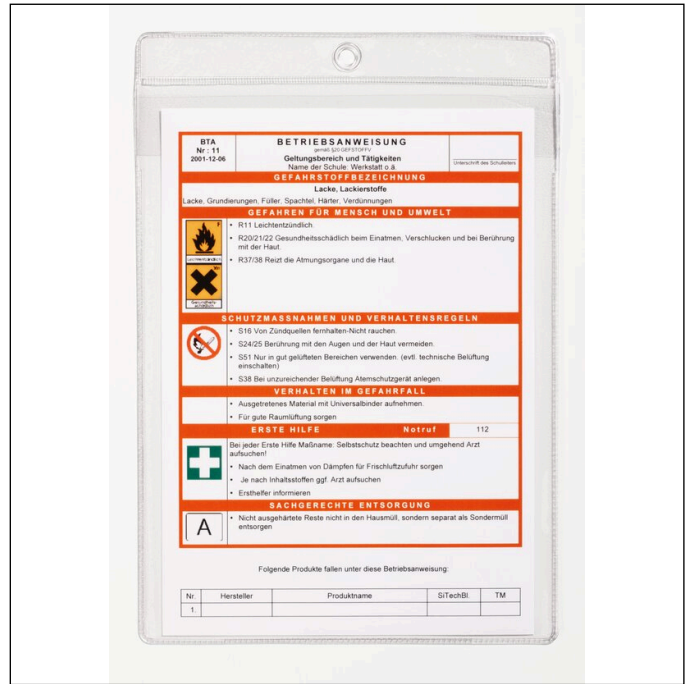 BTA
Nr : 11
2001-12-06
BETRIEBSANWEISUNG
gemäß §20 GEFSTOFFV
Geltungsbereich und Tätigkeiten
Name der Schule: Werkstatt o.ä.
Unterschrift des Schulleiters
GEFAHRSTOFFBEZEICHNUNG
Lacke, Lackierstoffe
Lacke, Grundierungen, Füller, Spachtel, Härter, Verdünnungen
GEFAHREN FÜR MENSCH UND UMWELT
F
Leichtentzündlich
Xn
Gesundheits-
schädlich
• R11 Leichtentzündlich
• R20/21/22 Gesundheitsschädlich beim Einatmen, Verschlucken und bei Berührung
mit der Haut.
• R37/38 Reizt die Atmungsorgane und die Haut.
SCHUTZMASSNAHMEN UND VERHALTENSREGELN
• S16 Von Zündquellen fernhalten-Nicht rauchen.
• S24/25 Berührung mit den Augen und der Haut vermeiden.
• S51 Nur in gut gelüfteten Bereichen verwenden. (evtl. technische Belüftung
einschalten)
• S38 Bei unzureichender Belüftung Atemschutzgerät anlegen.
VERHALTEN IM GEFAHRFALL
• Ausgetretenes Material mit Universalbinder aufnehmen.
• Für gute Raumlüftung sorgen
ERSTE HILFE Notruf 112
Bei jeder Erste Hilfe Maßname: Selbstschutz beachten und umgehend Arzt
aufsuchen!
• Nach dem Einatmen von Dämpfen für Frischluftzufuhr sorgen
• Je nach Inhaltsstoffen ggf. Arzt aufsuchen
• Ersthelfer informieren
SACHGERECHTE ENTSORGUNG
A
• Nicht ausgehärtete Reste nicht in den Hausmüll, sondern separat als Sondermüll
entsorgen
Folgende Produkte fallen unter diese Betriebsanweisung:
Nr. Hersteller Produktname SiTechBl. TM
1.